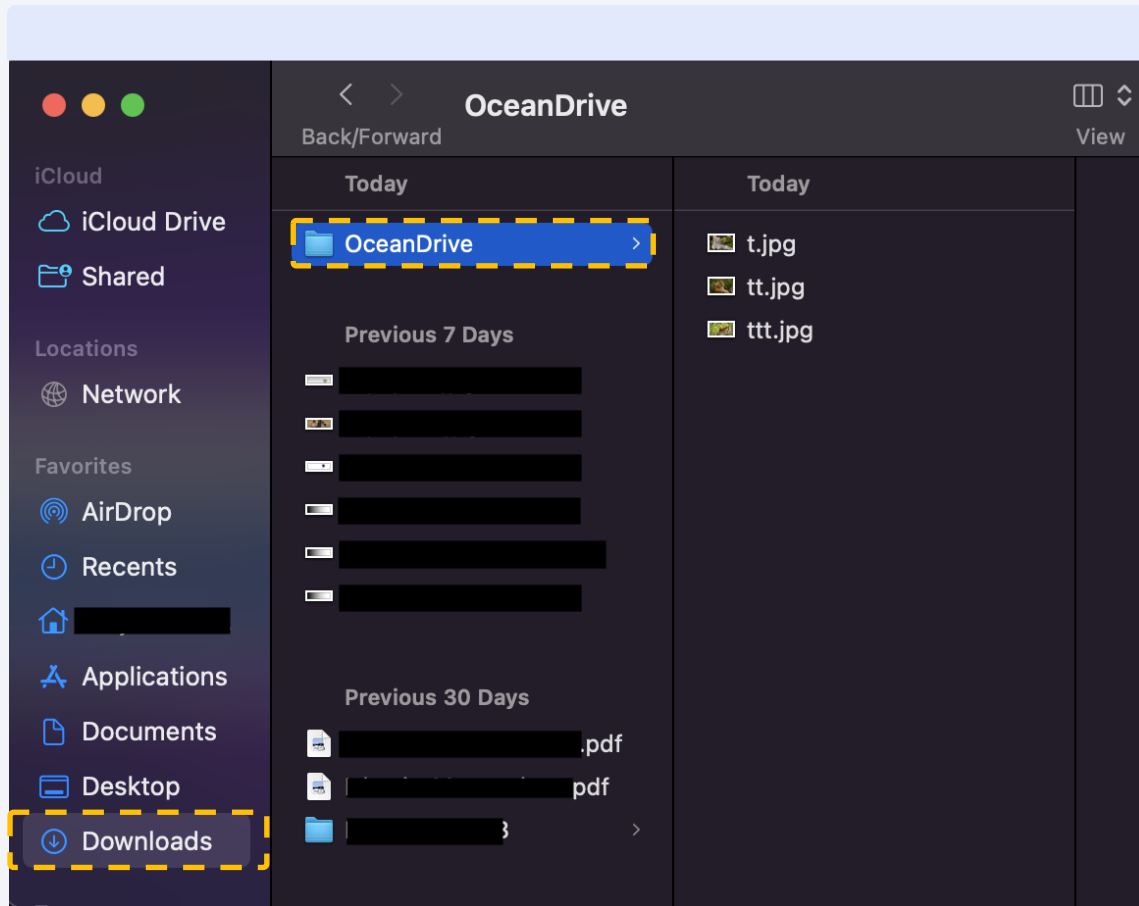 OceanDrive
Back/Forward
View
iCloud
iCloud Drive
Shared
Locations
Network
Favorites
AirDrop
Recents
Applications
Documents
Desktop
Downloads
Today
OceanDrive
Previous 7 Days
Previous 30 Days
.pdf
pdf
Today
t.jpg
tt.jpg
ttt.jpg